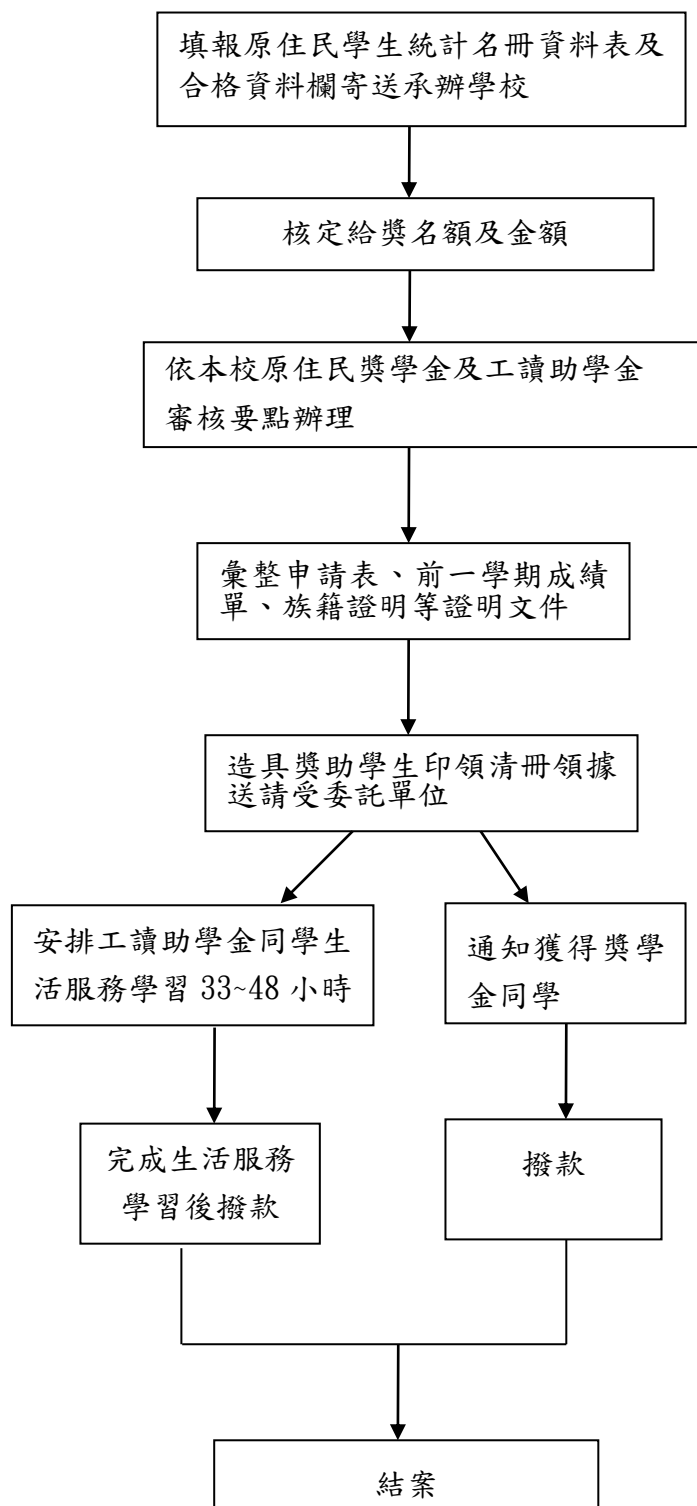 填報原住民學生統計名冊資料表及
合格資料欄寄送承辦學校
核定給獎名額及金額
依本校原住民獎學金及工讀助學金
審核要點辦理
彙整申請表、前一學期成績
單、族籍證明等證明文件
造具獎助學生印領清冊領據
送請受委託單位
安排工讀助學金同學生
活服務學習 33~48 小時
通知獲得獎學
金同學
完成生活服務
學習後撥款
撥款
結案